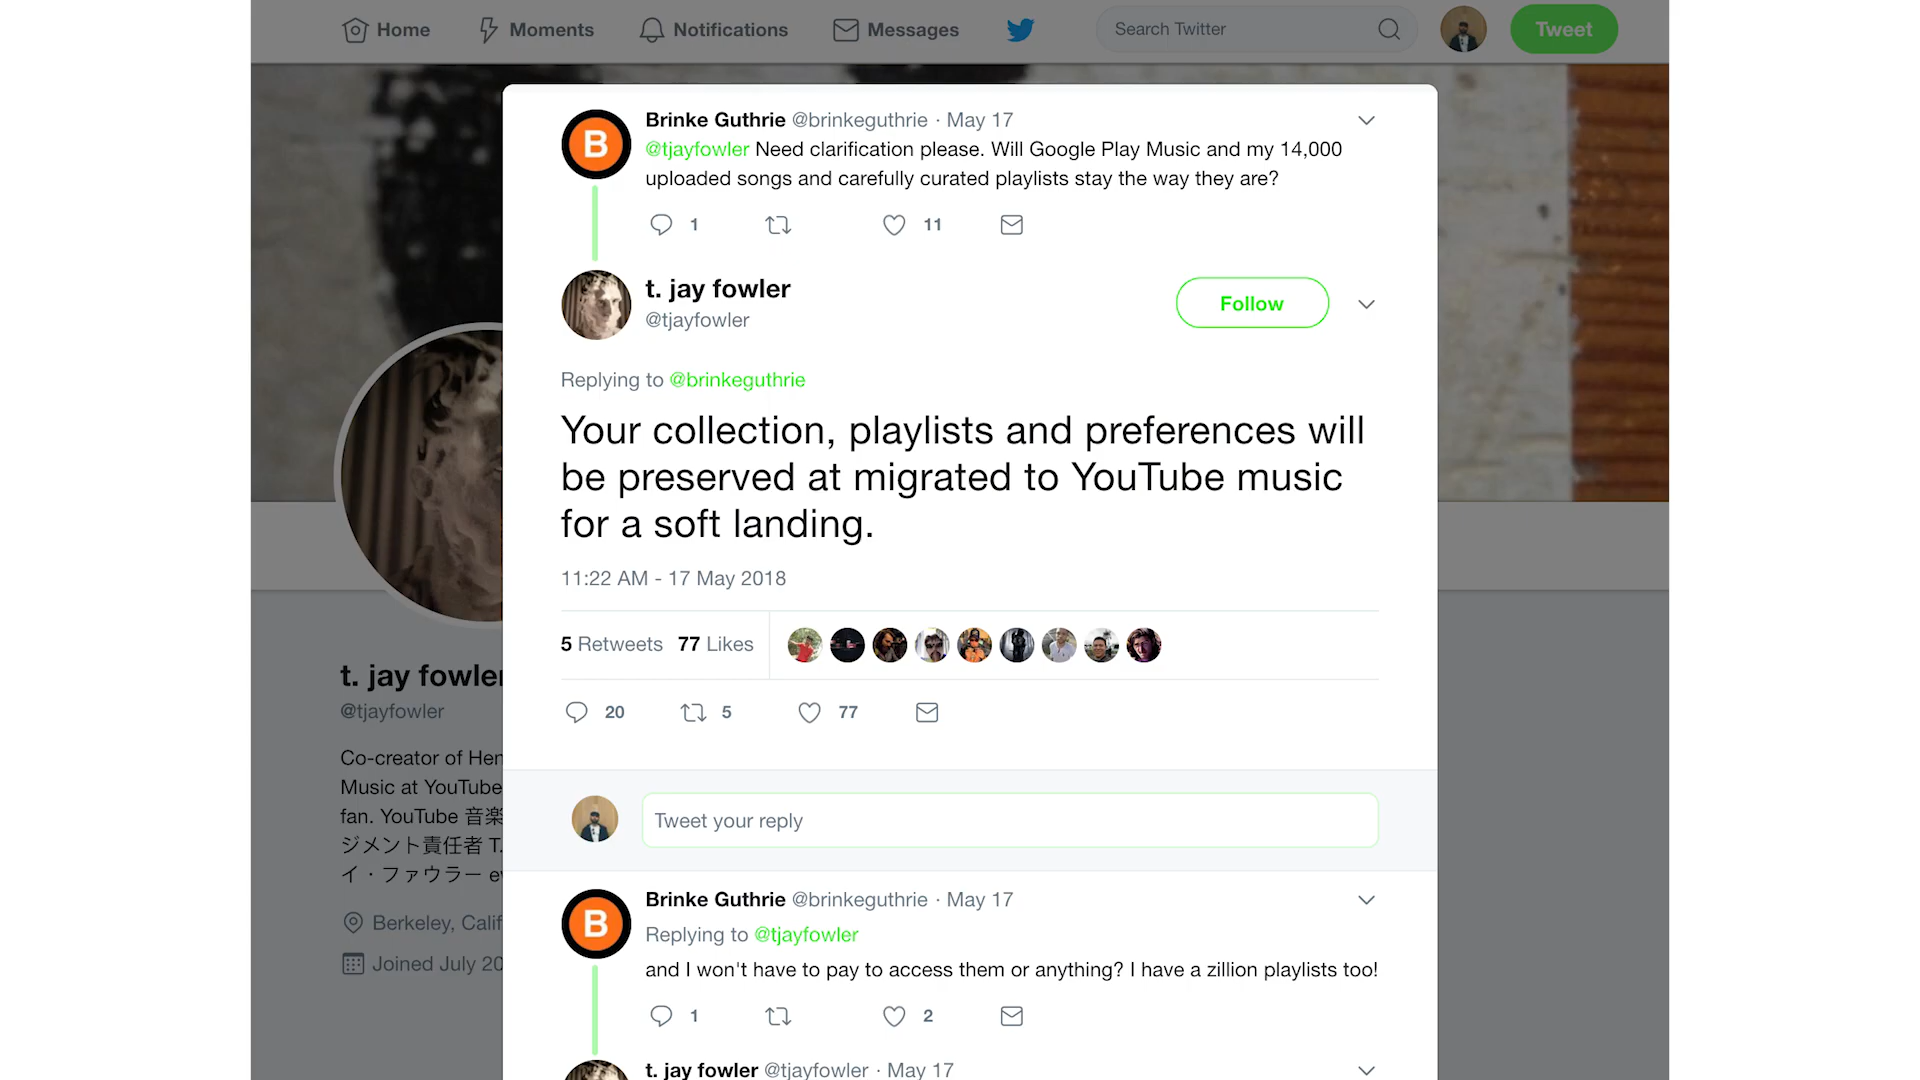 Home Moments Notifications Messages Search Twitter Tweet
B
Brinke Guthrie @brinkeguthrie · May 17
@tjayfowler Need clarification please. Will Google Play Music and my 14,000
uploaded songs and carefully curated playlists stay the way they are?
1 11
t. jay fowler
@tjayfowler
Follow
Replying to @brinkeguthrie
Your collection, playlists and preferences will
be preserved at migrated to YouTube music
for a soft landing.
11:22 AM - 17 May 2018
5 Retweets 77 Likes
20 5 77
Tweet your reply
B
Brinke Guthrie @brinkeguthrie · May 17
Replying to @tjayfowler
and I won't have to pay to access them or anything? I have a zillion playlists too!
1 2
t. jay fowler @tjayfowler · May 17
t. jay fowle
@tjayfowler
Co-creator of
Music at YouTube
fan. YouTube 音楽
ジメント責任者 T.
イ・ファウラー
Berkeley,
Joined July